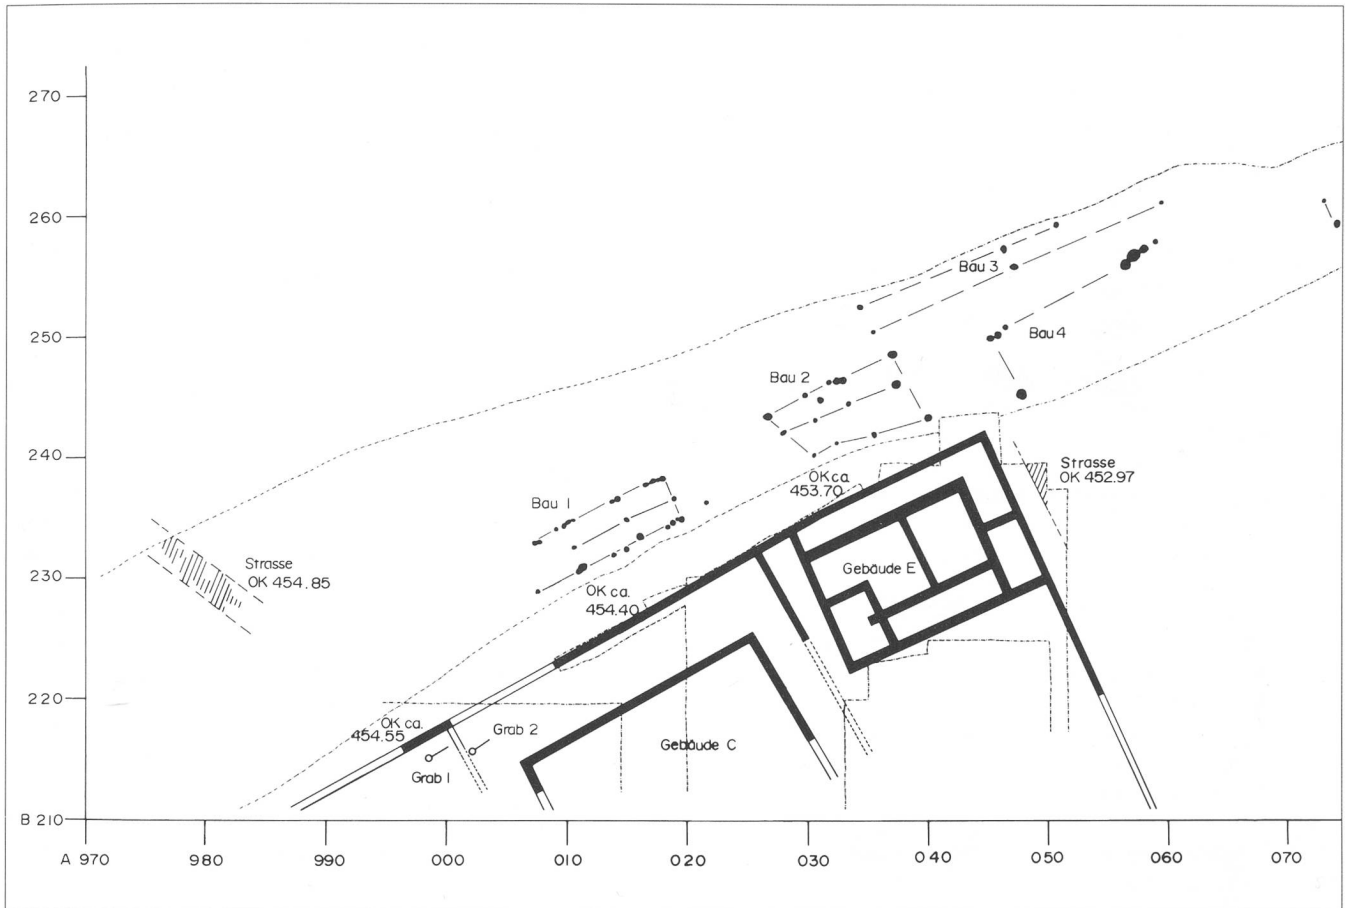 270
260
250
240
230
220
B 210
A 970
980
990
000
010
020
030
040
050
060
070
Bau 3
Bau 4
Bau 2
Bau 1
OK ca.
453.70
Strasse
OK 452.97
Strasse
OK 454.85
OK ca.
454.40
Gebäude E
OK ca.
454.55
Grab 2
Grab 1
Gebäude C